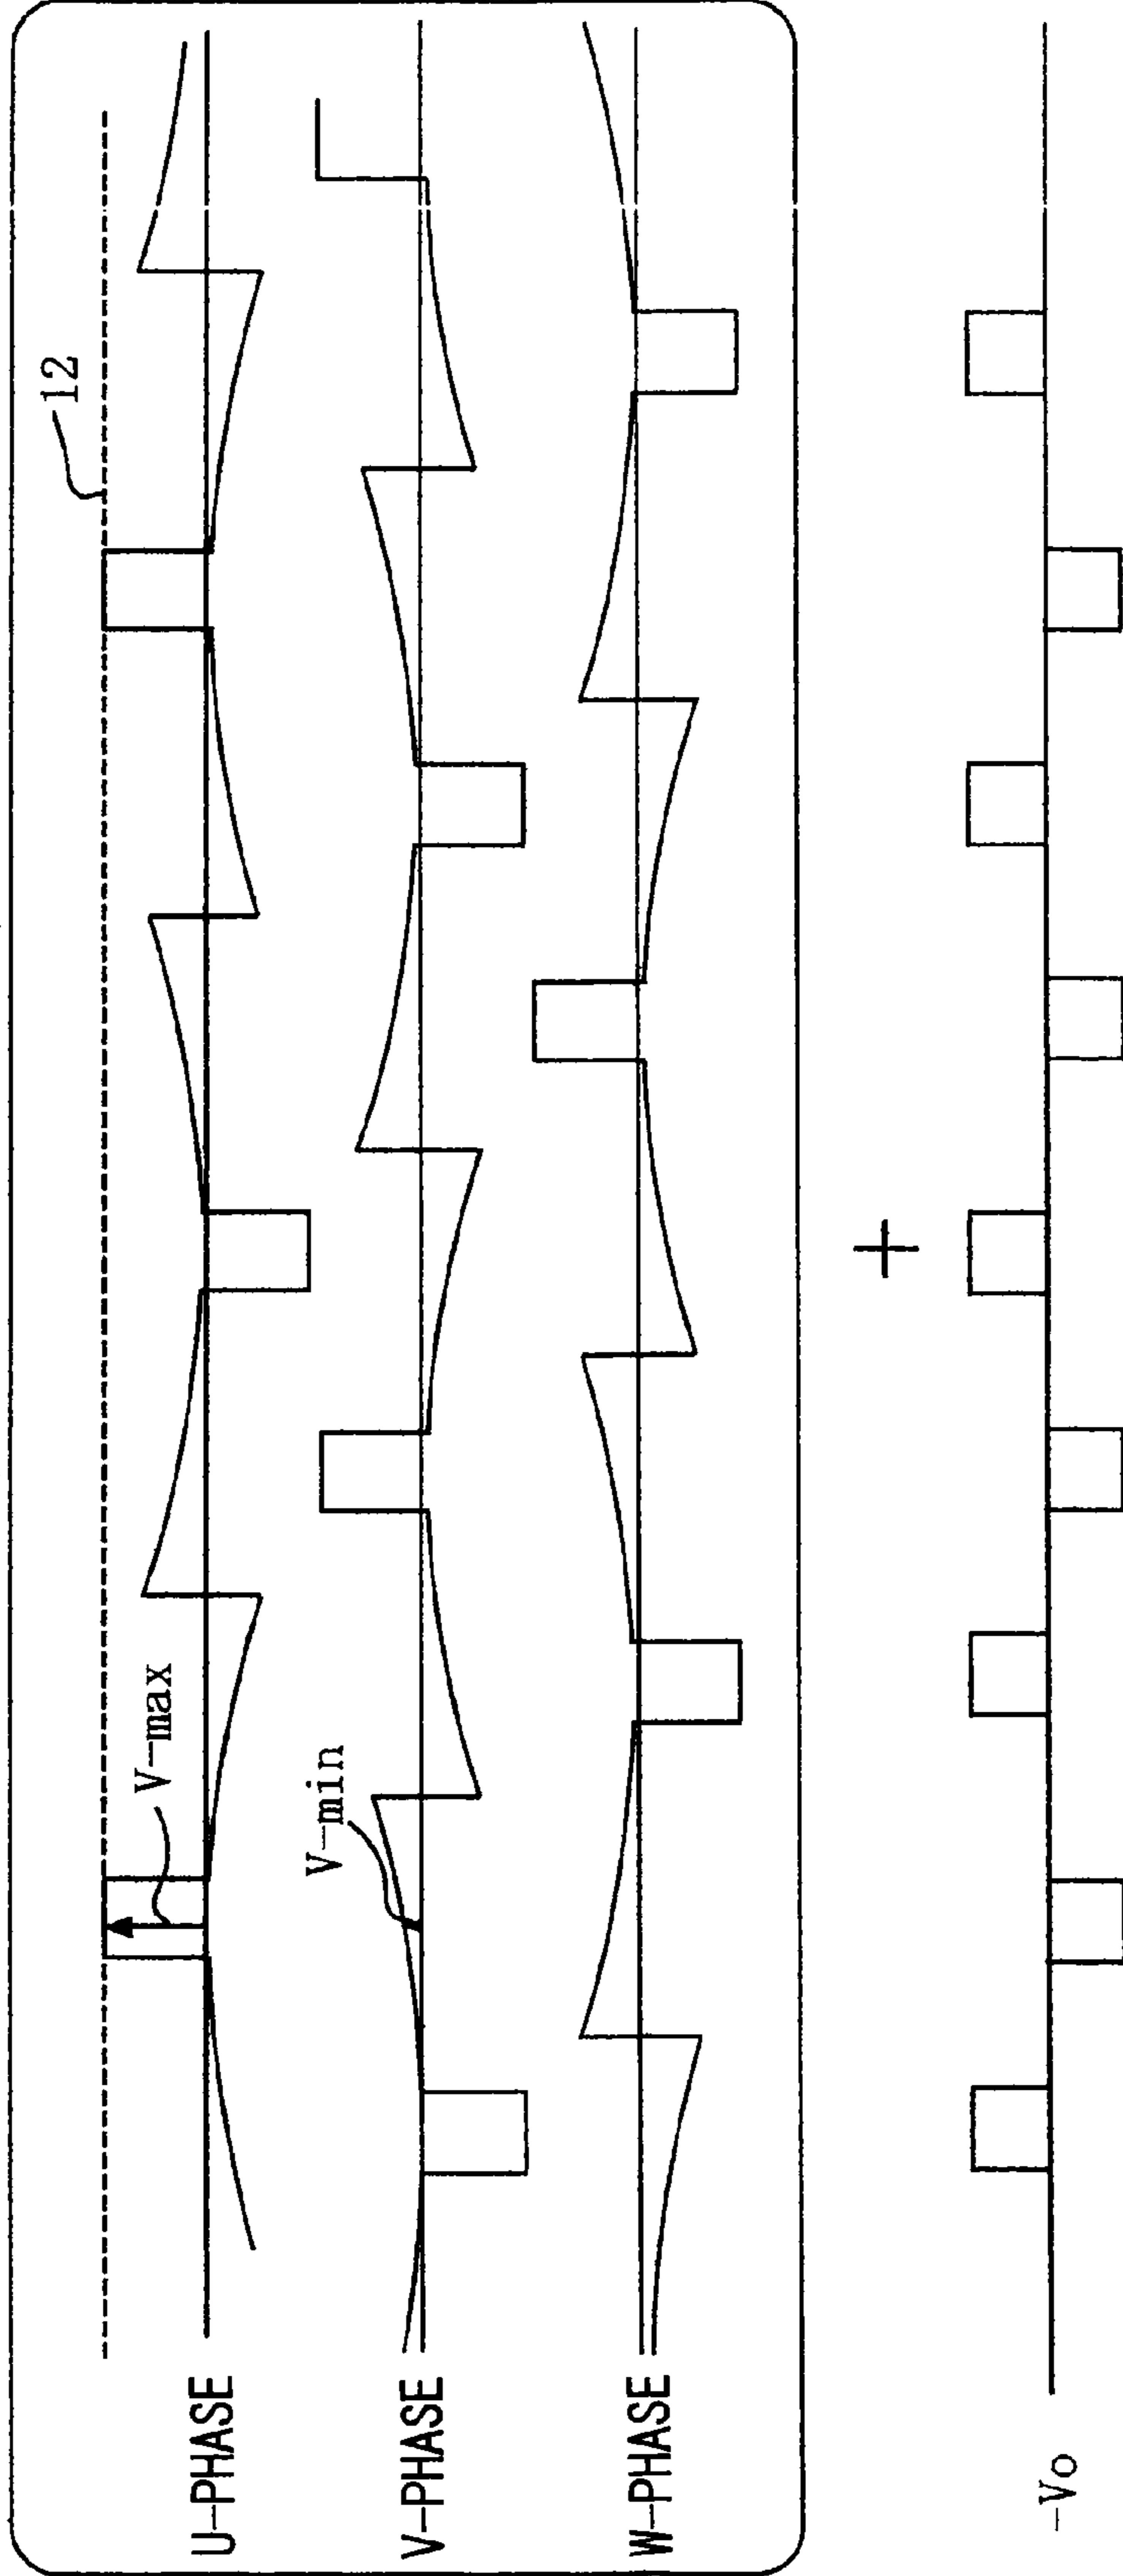 12
V-max
V-min
U-PHASE
V-PHASE
W-PHASE
+
-Vo